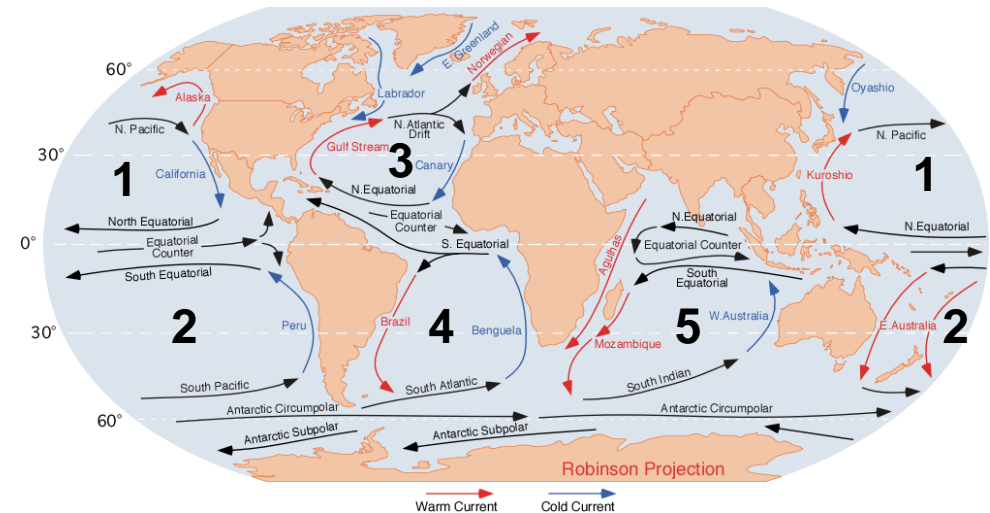 E. Greenland
Norwegian
60°
Alaska
Labrador
Oyashio
N. Pacific
N. Atlantic
Drift
N. Pacific
Gulf Stream
3
30°
1
California
Canary
Kuroshio
1
N.Equatorial
North Equatorial
Equatorial
Counter
N.Equatorial
N.Equatorial
0°
Equatorial
Counter
S. Equatorial
Agulhas
Equatorial Counter
South Equatorial
South
Equatorial
30°
2
Peru
Brazil
4
Benguela
Mozambique
5
W.Australia
E.Australia
2
South Pacific
South Atlantic
South Indian
60°
Antarctic Circumpolar
Antarctic Circumpolar
Antarctic Subpolar
Antarctic Subpolar
Robinson Projection
Warm Current
Cold Current